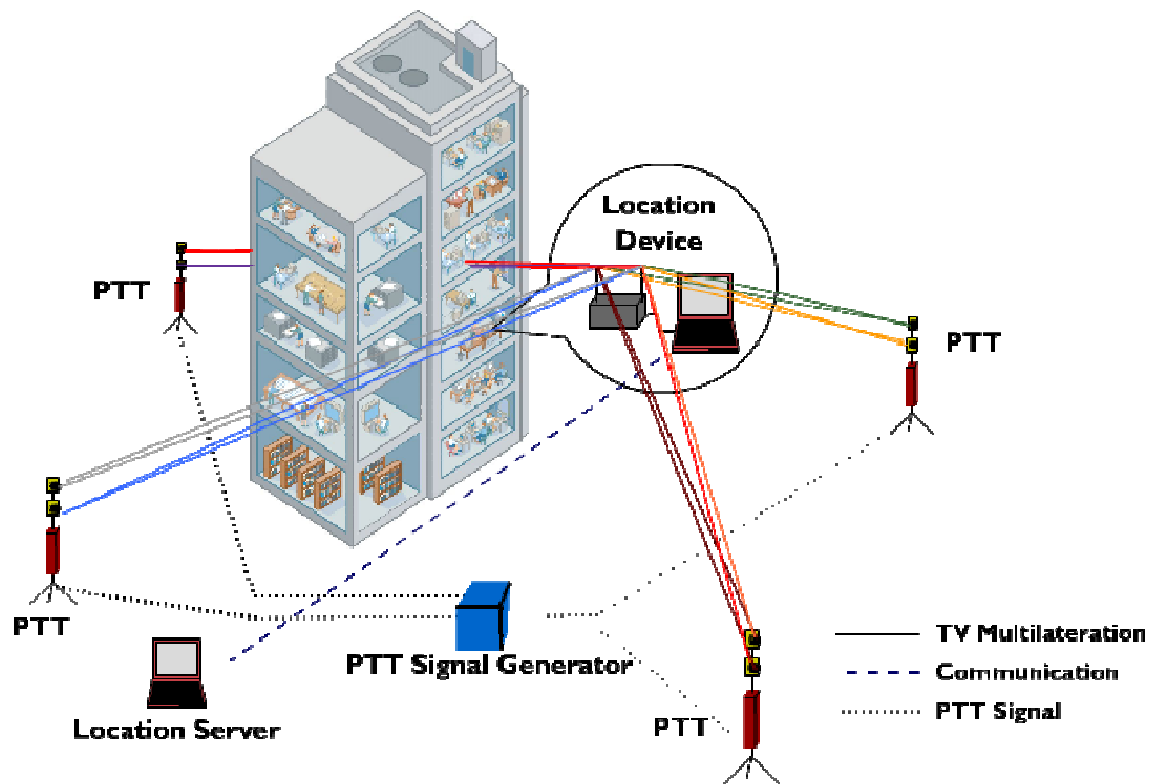 Location
Device
PTT
PTT
PTT
PTT Signal Generator
Location Server
PTT
TV Multilateration
Communication
PTT Signal